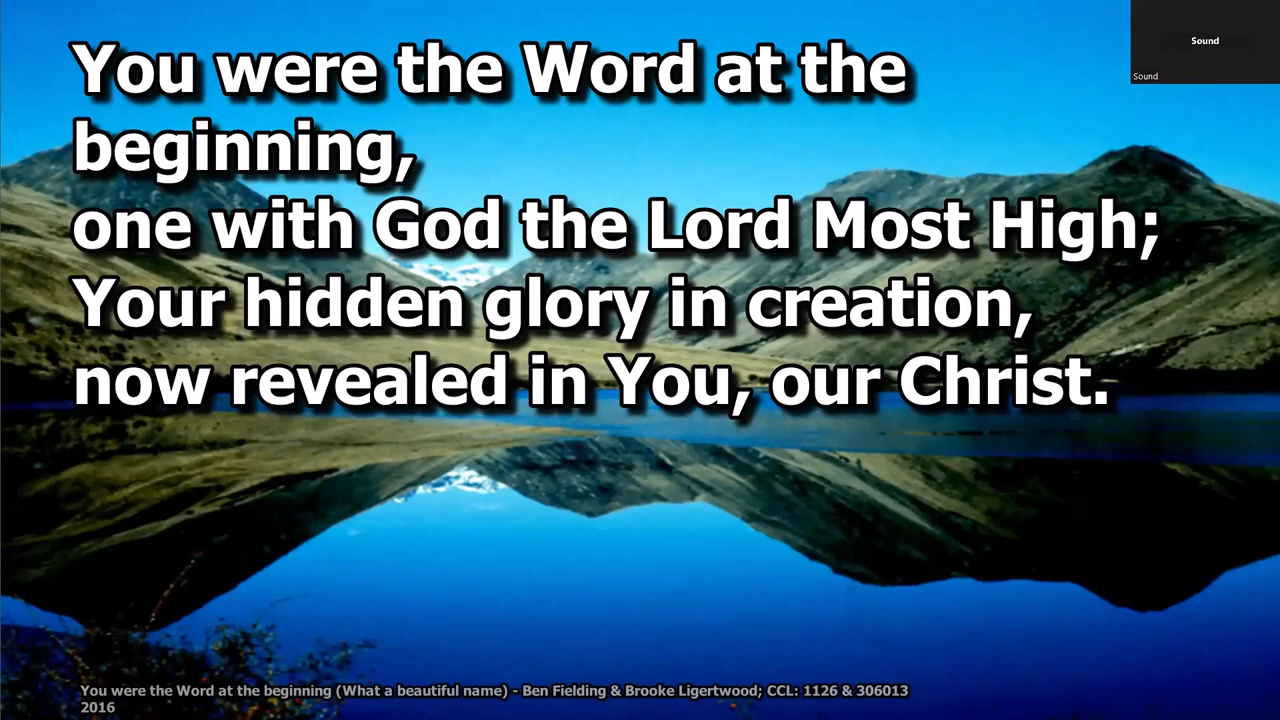 You were the Word at the
beginning,
one with God the Lord Most High;
Your hidden glory in creation,
now revealed in You, our Christ.
Sound
Sound
You were the Word at the beginning (What a beautiful name) - Ben Fielding & Brooke Ligertwood; CCL: 1126 & 306013
2016